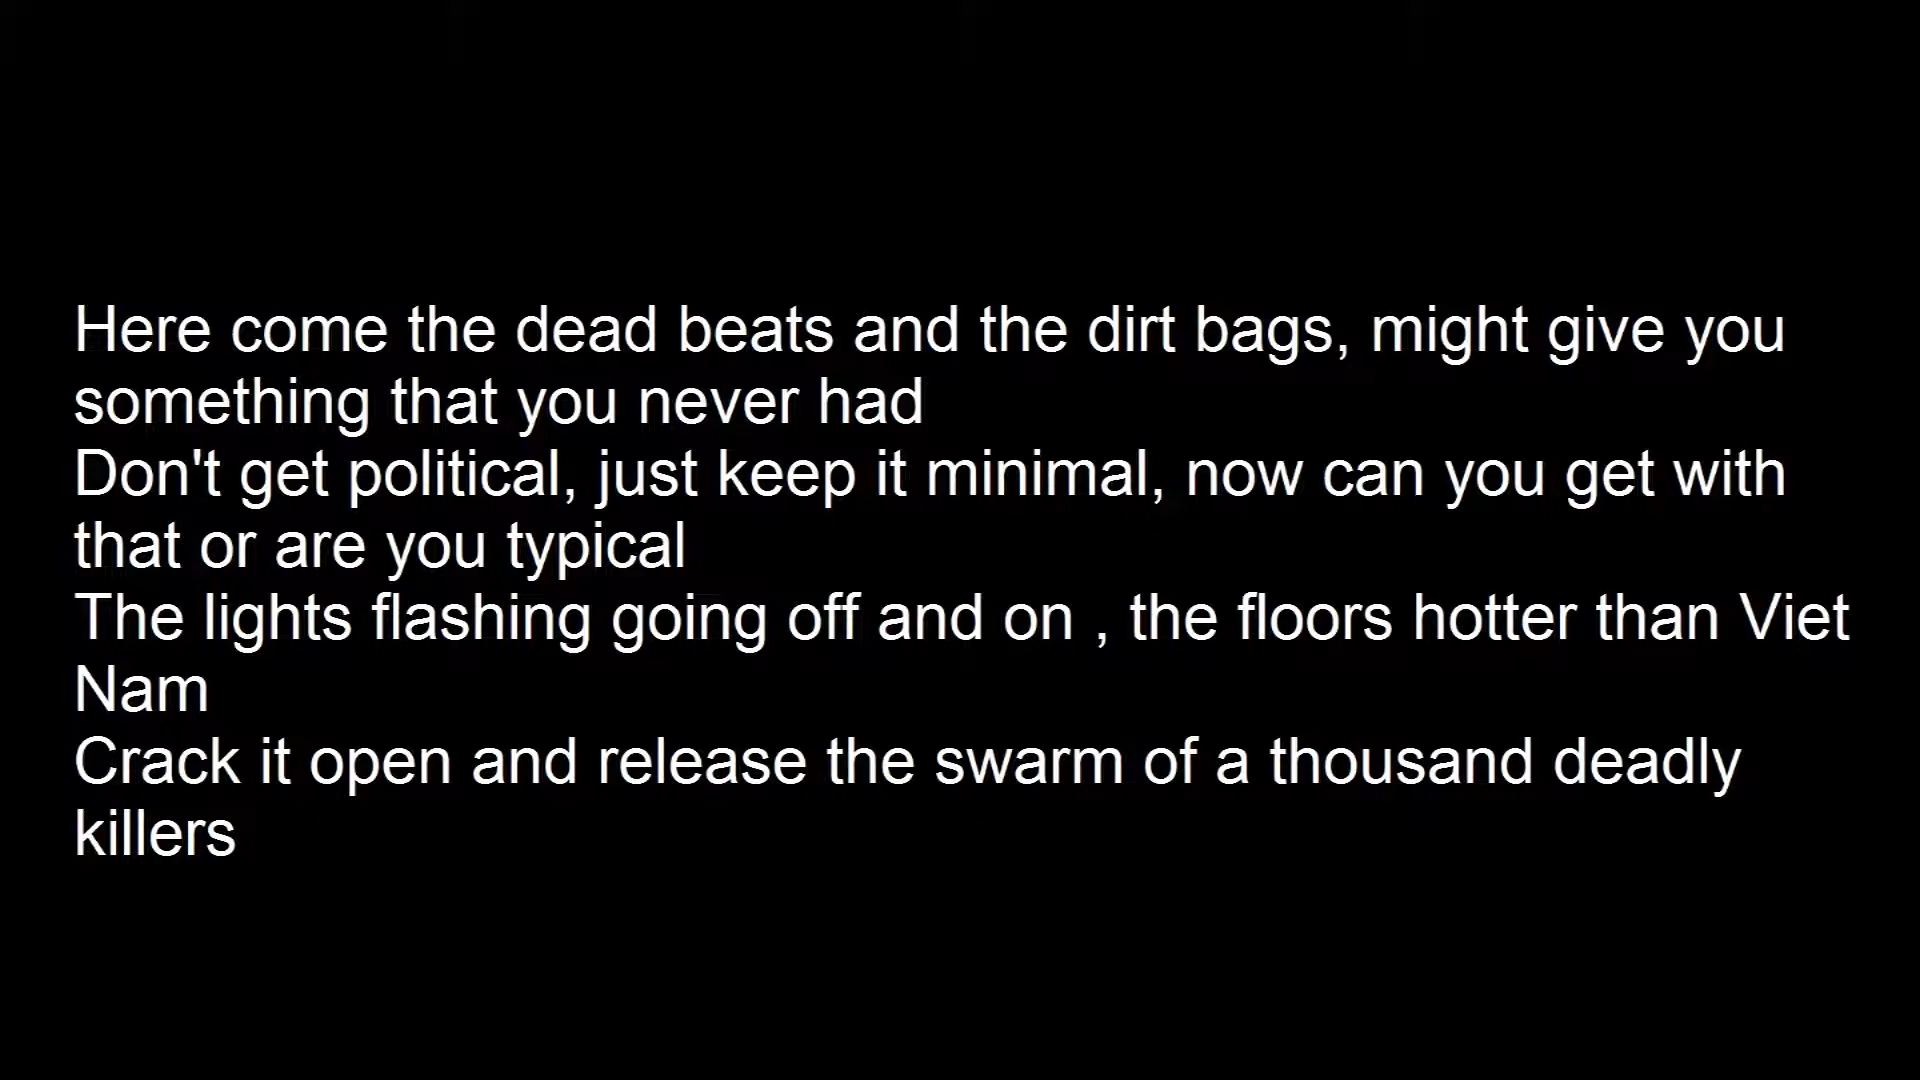 Here come the dead beats and the dirt bags, might give you
something that you never had
Don't get political, just keep it minimal, now can you get with
that or are you typical
The lights flashing going off and on , the floors hotter than Viet
Nam
Crack it open and release the swarm of a thousand deadly
killers